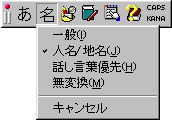 あ 名 ? CAPS
KANA
一般(I)
✓ 人名/地名(J)
話し言葉優先(H)
無変換(M)
キャンセル